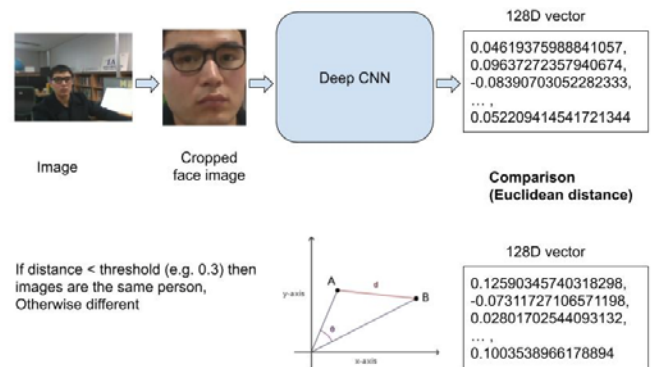 128D vector
Deep CNN
0.04619375988841057,
0.09637272357940674,
-0.08390703052282333,
... ,
0.052209414541721344
Image
Cropped
face image
Comparison
(Euclidean distance)
If distance < threshold (e.g. 0.3) then
images are the same person,
Otherwise different
y-axis
A
d
B
θ
x-axis
128D vector
0.12590345740318298,
-0.07311727106571198,
0.02801702544093132,
... ,
0.1003538966178894